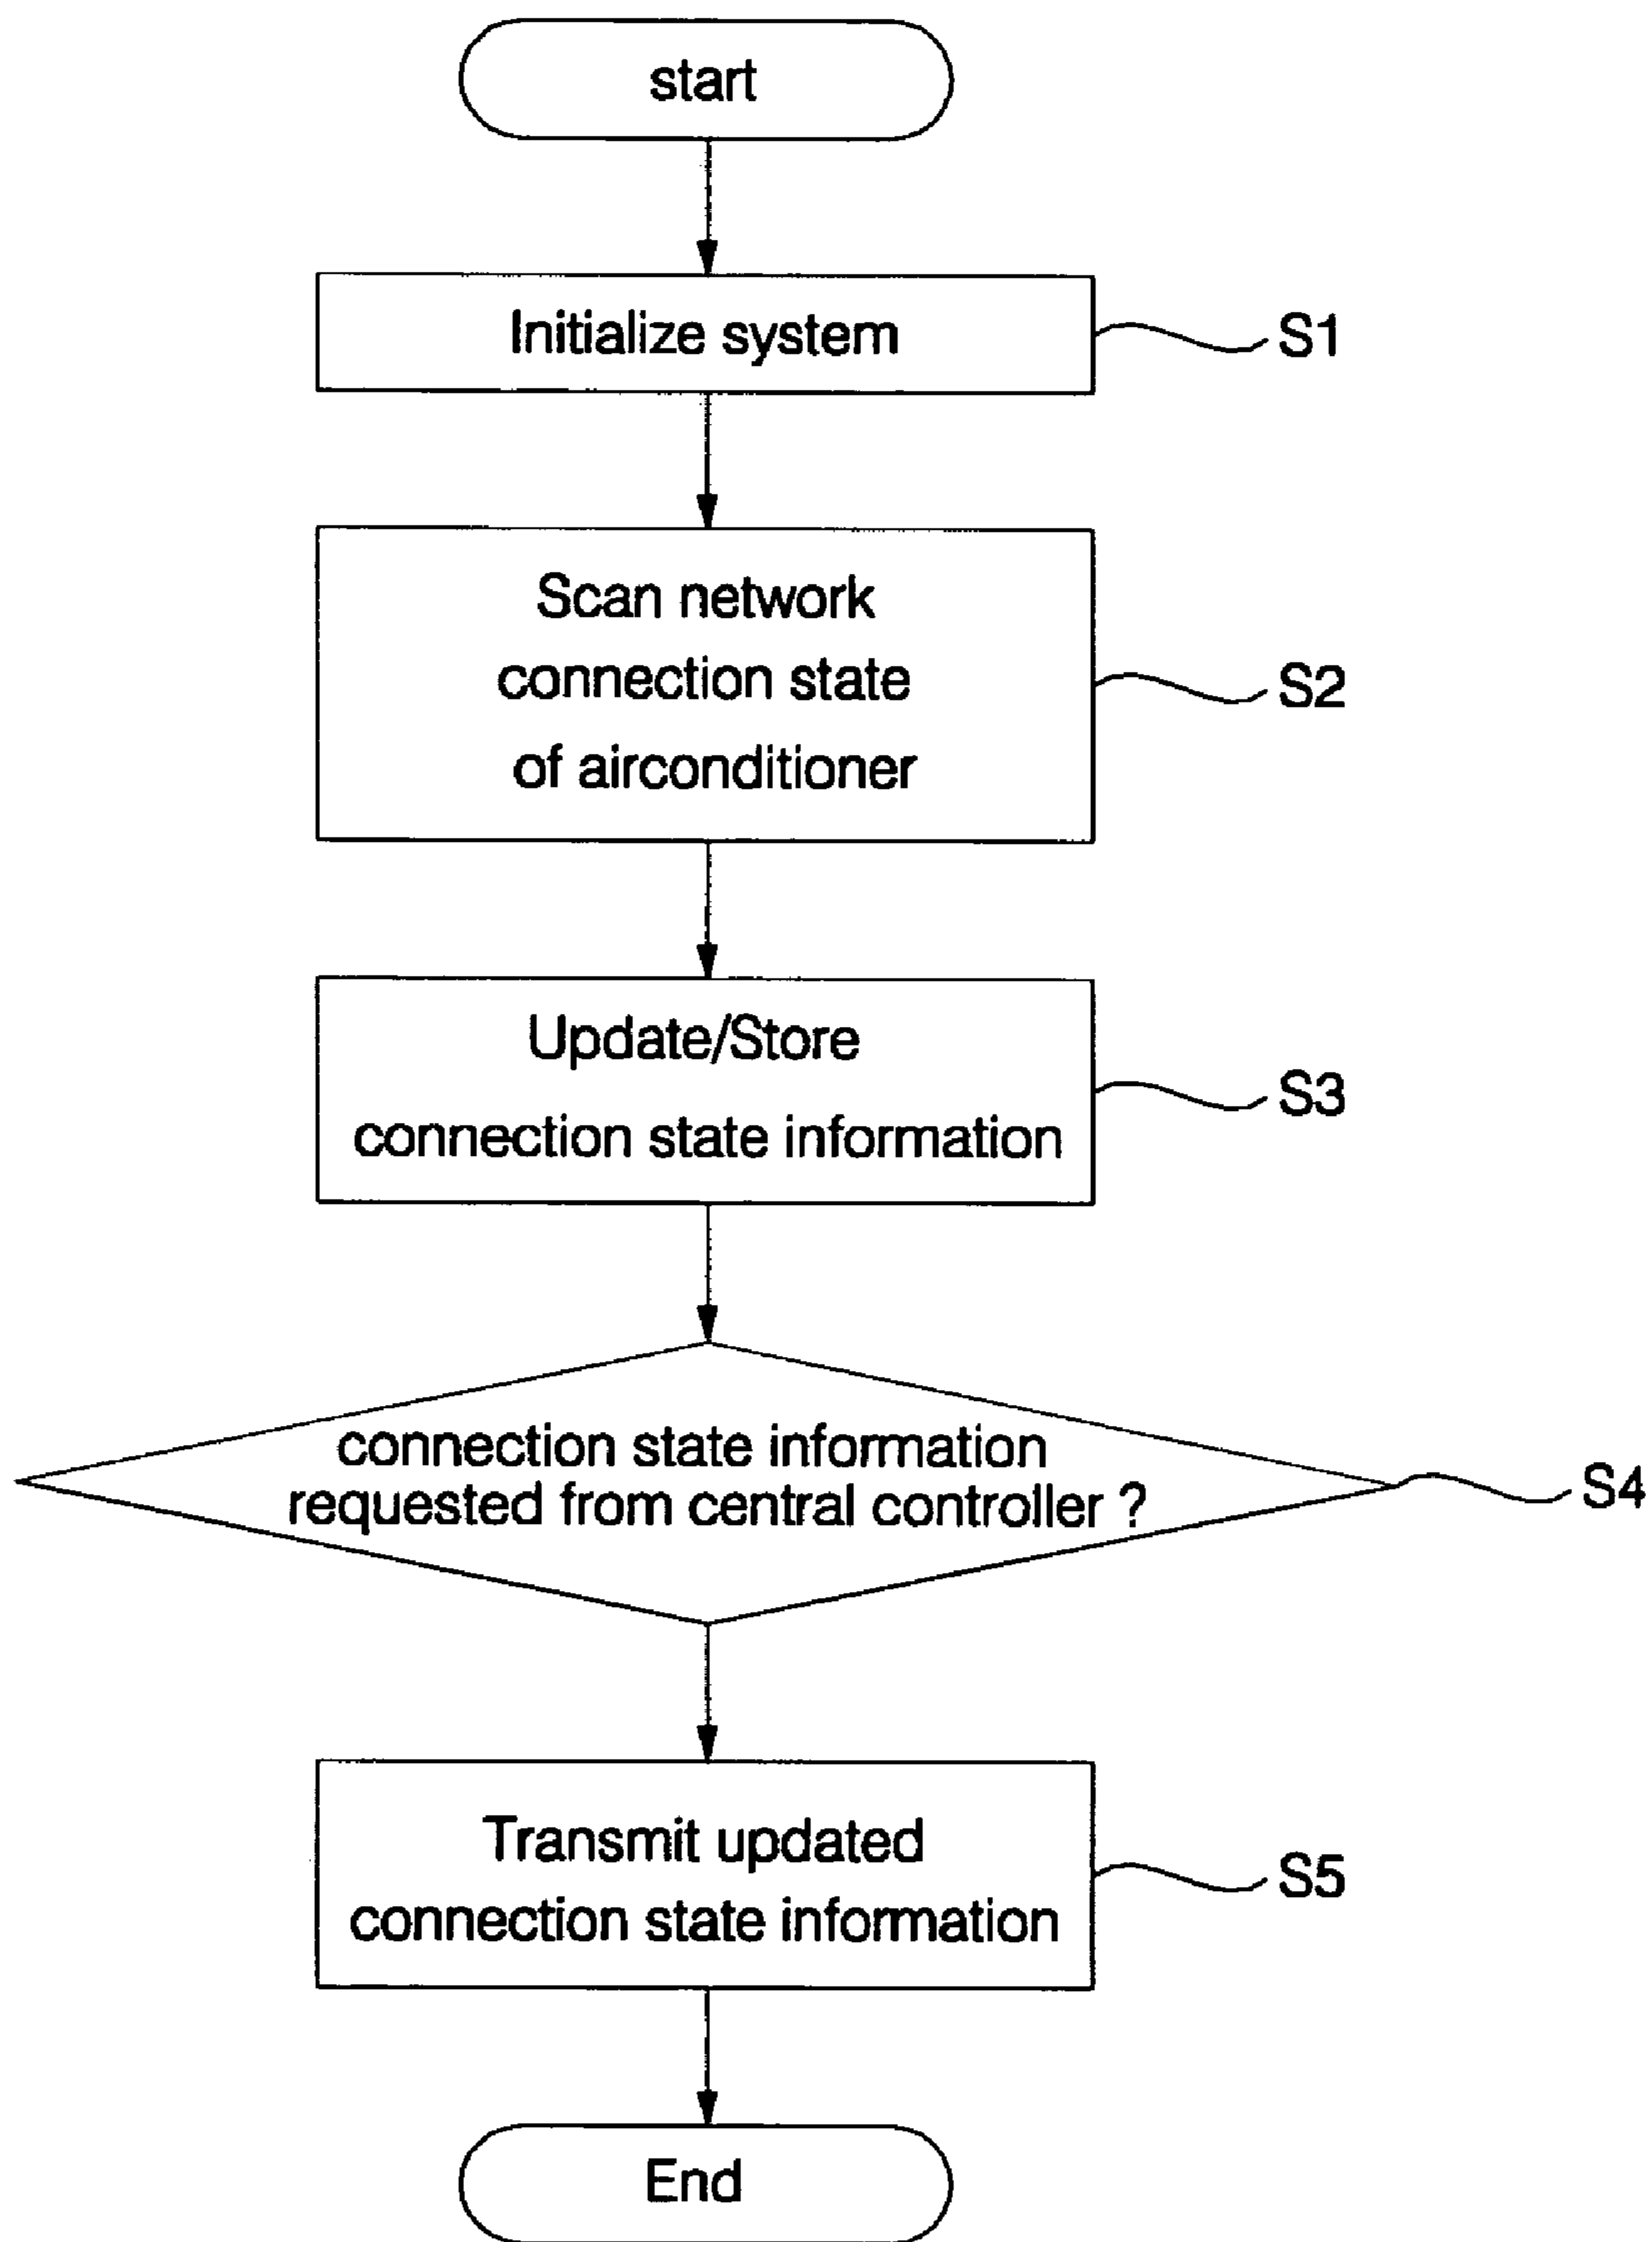 start
Initialize system
S1
Scan network
connection state
of airconditioner
S2
Update/Store
connection state information
S3
connection state information
requested from central controller ?
S4
Transmit updated
connection state information
S5
End